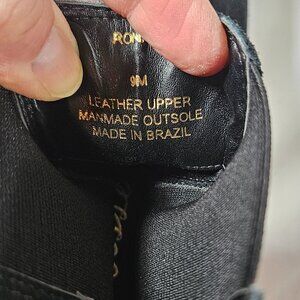 9M
LEATHER UPPER
MANMADE OUTSOLE
MADE IN BRAZIL